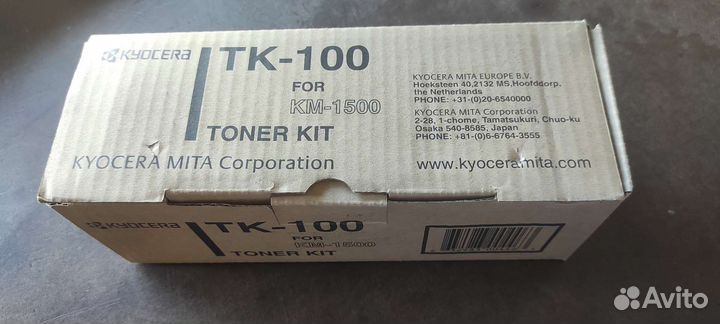 KYOCERA
TK-100
FOR
KM-1500
TONER KIT
KYOCERA MITA Corporation
KYOCERA MITA EUROPE B.V.
Hoeksteen 40,2132 MS,Hoofddorp,
the Netherlands
PHONE: +31-(0)20-6540000
KYOCERA MITA Corporation
2-28, 1-chome, Tamatsukuri, Chuo-ku
Osaka 540-8585, Japan
PHONE: +81-(0)6-6764-3555
www.kyoceramita.com
KYOCERA
TK-100
FOR
KM-1500
TONER KIT
Avito